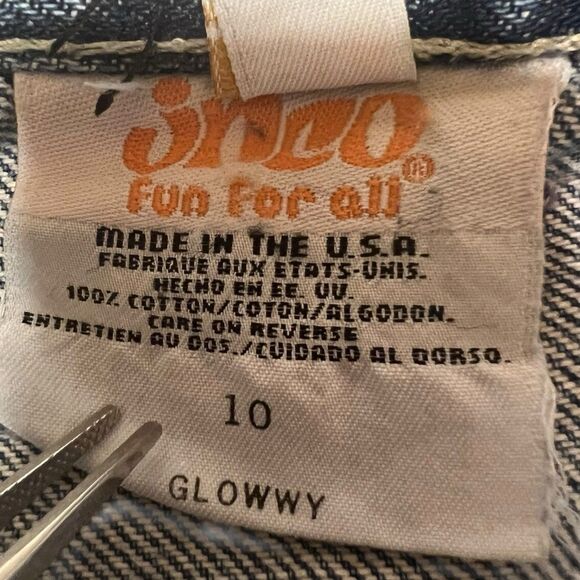 JNCO®
fun for all
MADE IN THE U.S.A.
FABRIQUE AUX ETATS-UNIS.
HECHO EN EE. UU.
100% COTTON/COTON/ALGODON.
CARE ON REVERSE
ENTRETIEN AU DOS./CUIDADO AL DORSO.
10
GLOWWY